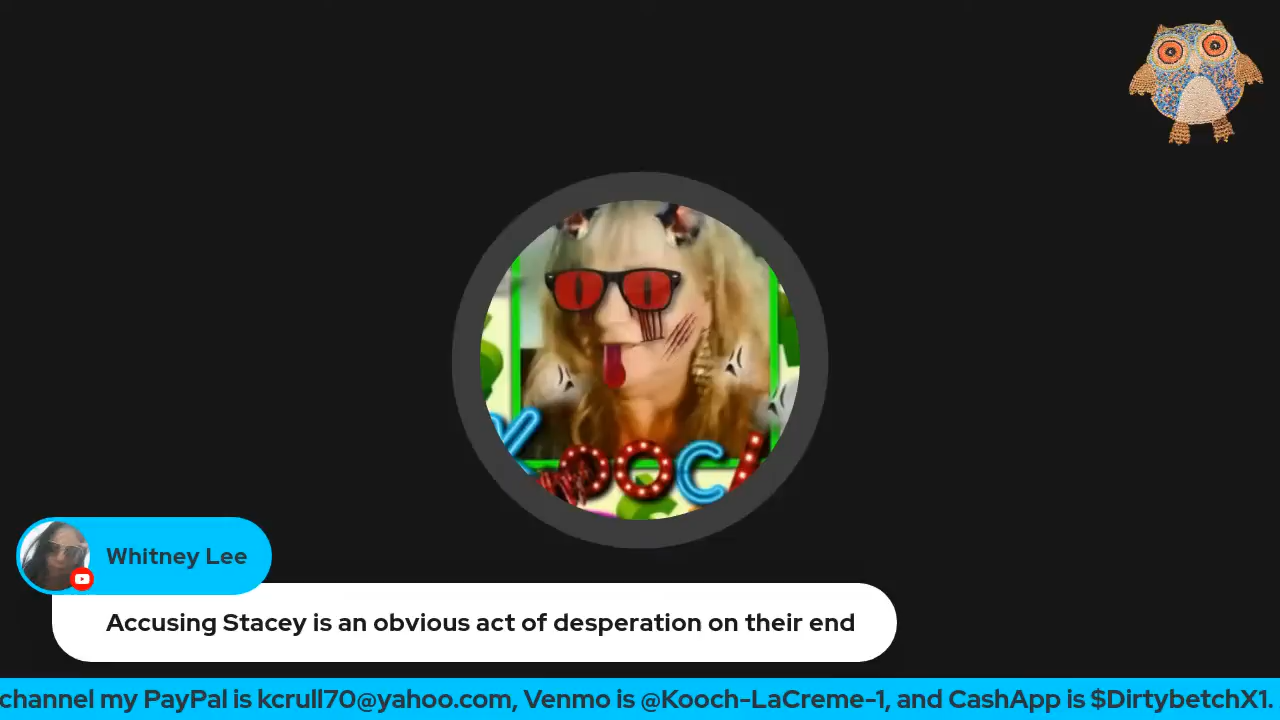 KOOCH
Whitney Lee
Accusing Stacey is an obvious act of desperation on their end
channel my PayPal is kcrull70@yahoo.com, Venmo is @Kooch-LaCreme-1, and CashApp is $DirtybetchX1.